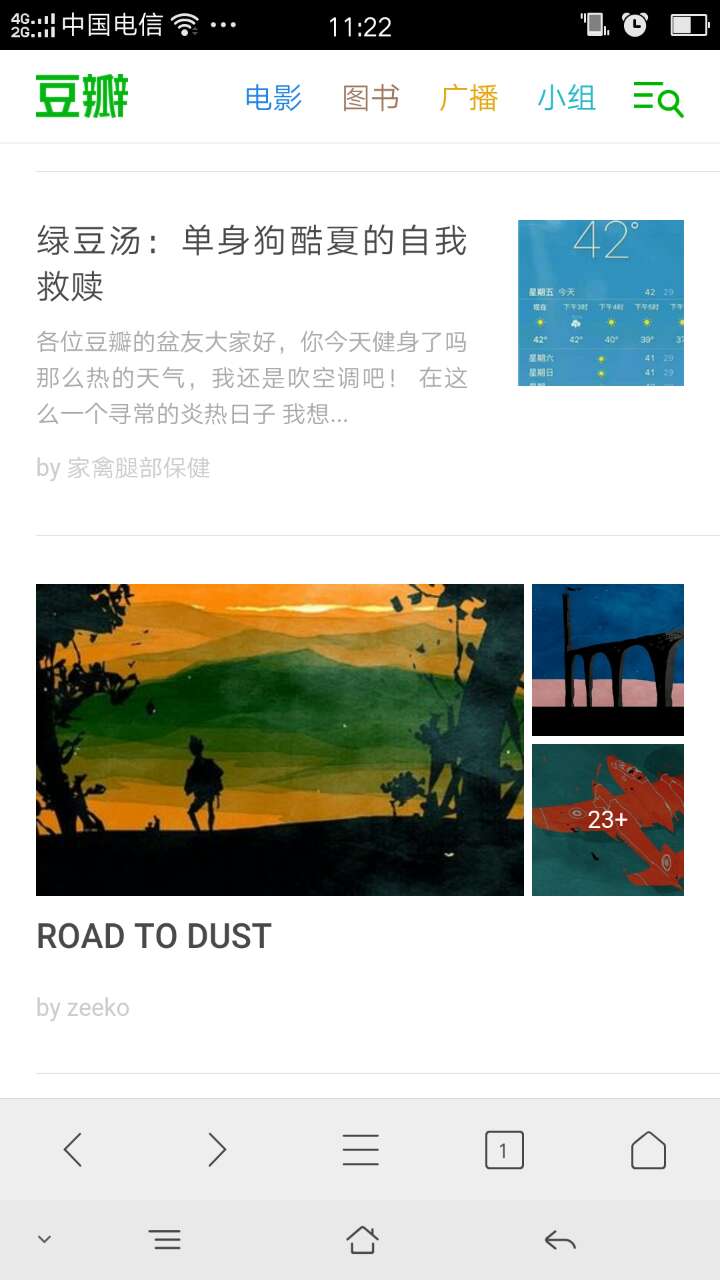 4G 2G 中国电信 11:22
豆瓣 电影 图书 广播 小组
绿豆汤：单身狗酷夏的自我
救赎
各位豆瓣的盆友大家好，你今天健身了吗
那么热的天气，我还是吹空调吧！ 在这
么一个寻常的炎热日子 我想...
by 家禽腿部保健
42°
星期五 今天 42 29
现在 下午3时 下午4时 下午5时 下午
42° 42° 40° 39° 37
星期六 41 29
星期日 41 29
23+
ROAD TO DUST
by zeeko
1